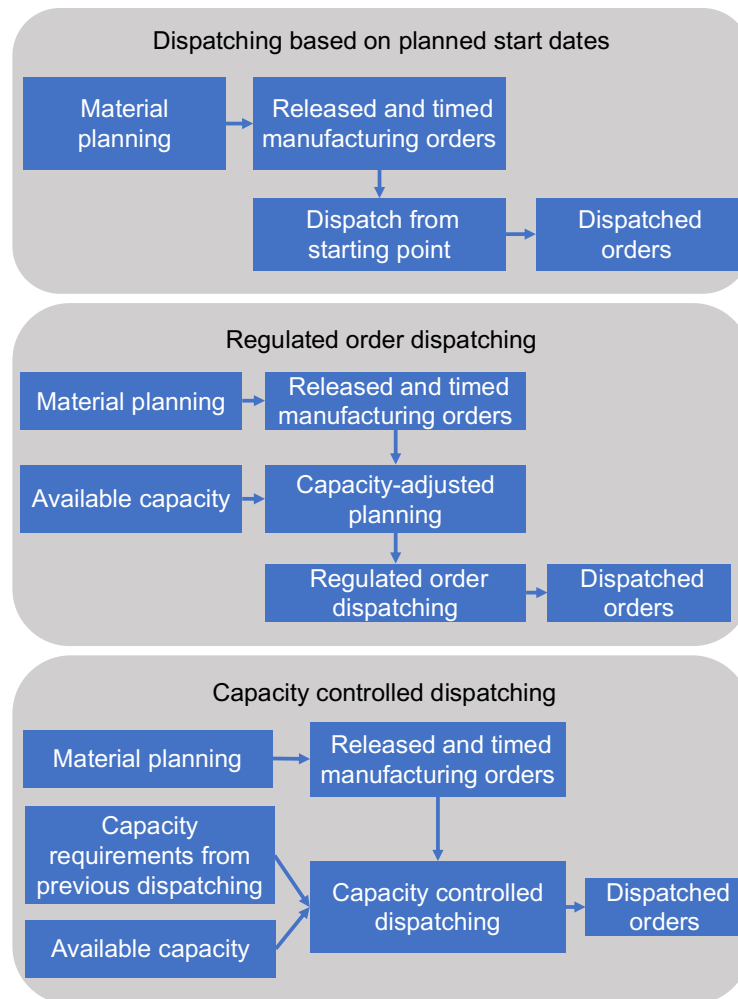 Dispatching based on planned start dates
Material
planning
Released and timed
manufacturing orders
Dispatch from
starting point
Dispatched
orders
Regulated order dispatching
Material planning
Released and timed
manufacturing orders
Available capacity
Capacity-adjusted
planning
Regulated order
dispatching
Dispatched
orders
Capacity controlled dispatching
Material planning
Released and timed
manufacturing orders
Capacity
requirements from
previous dispatching
Capacity controlled
dispatching
Dispatched
orders
Available capacity